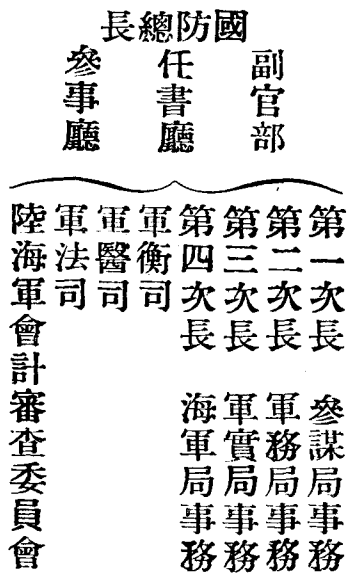 國防總長
副官部
任書廳
參事廳
第一次長　參謀局事務
第二次長　軍務局事務
第三次長　軍實局事務
第四次長　海軍局事務
軍衡司
軍醫司
軍法司
陸海軍會計審查委員會